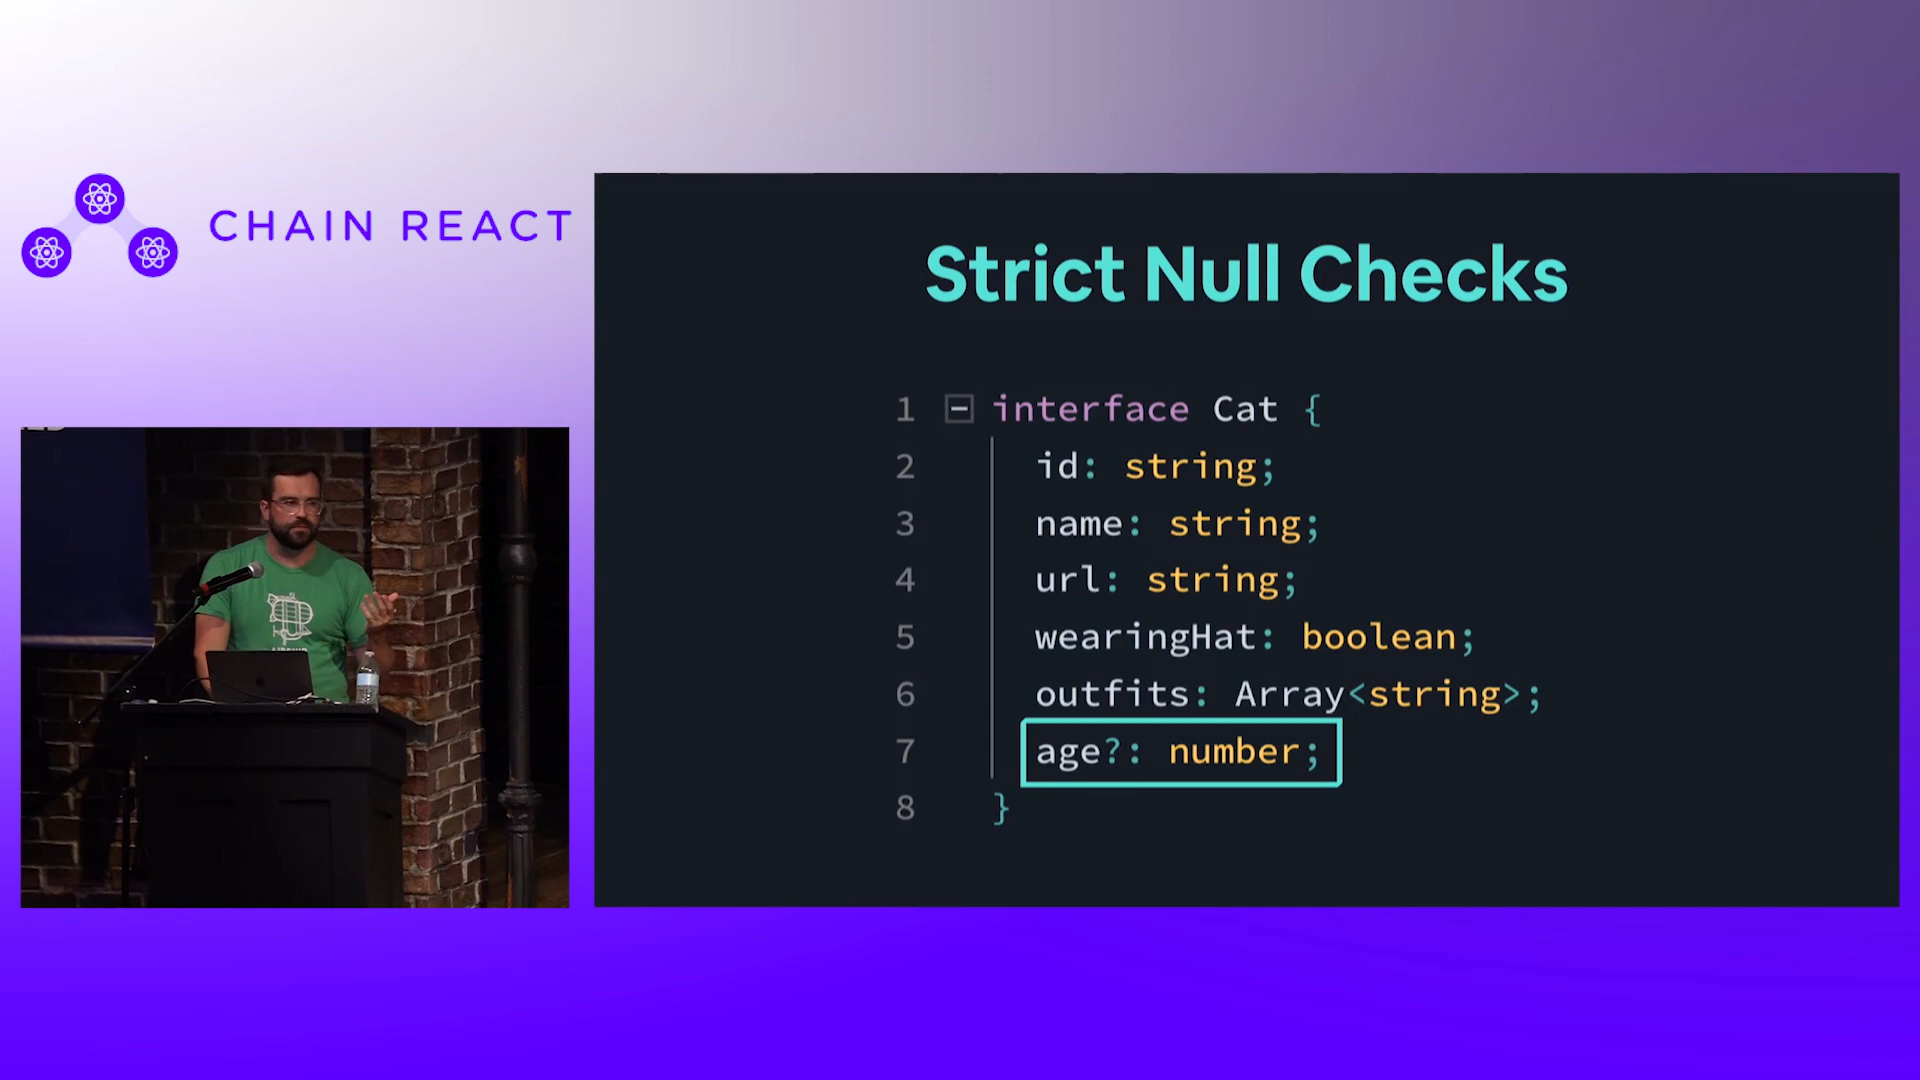 CHAIN REACT
Strict Null Checks
1 interface Cat {
2 id: string;
3 name: string;
4 url: string;
5 wearingHat: boolean;
6 outfits: Array<string>;
7 age?: number;
8 }